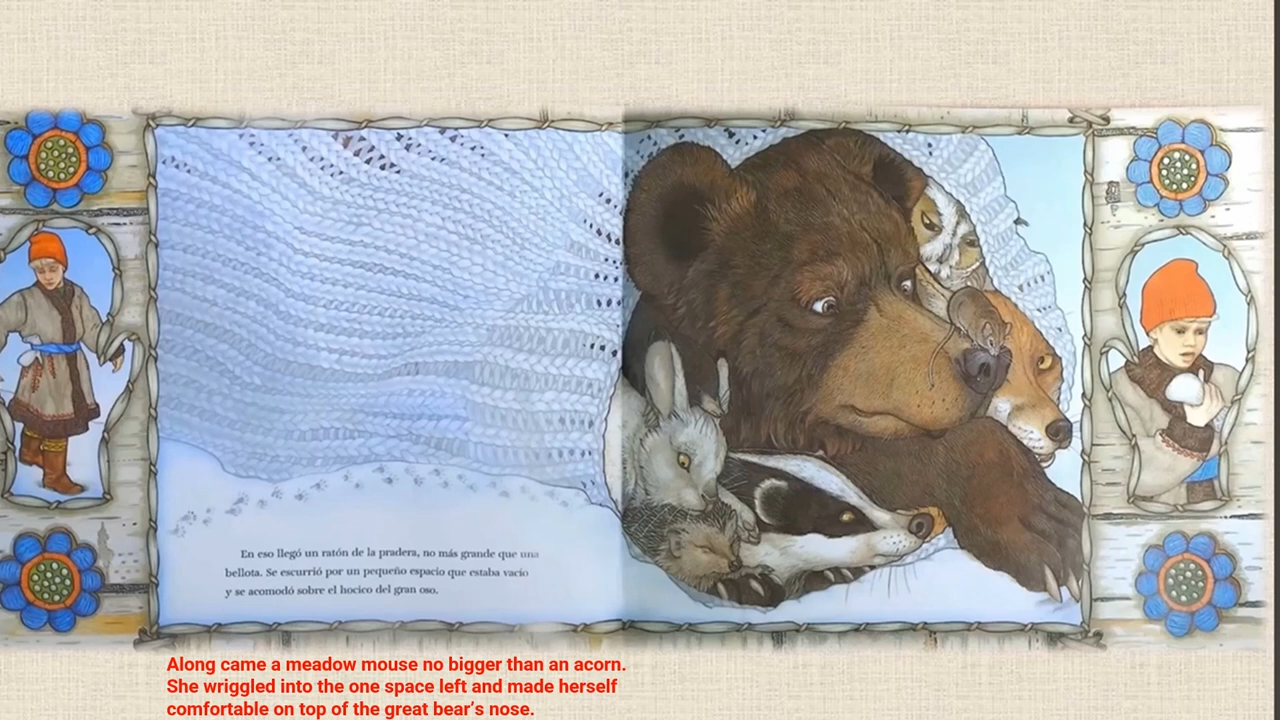 En eso llegó un ratón de la pradera, no más grande que una
bellota. Se escurrió por un pequeño espacio que estaba vacío
y se acomodó sobre el hocico del gran oso.
Along came a meadow mouse no bigger than an acorn.
She wriggled into the one space left and made herself
comfortable on top of the great bear’s nose.